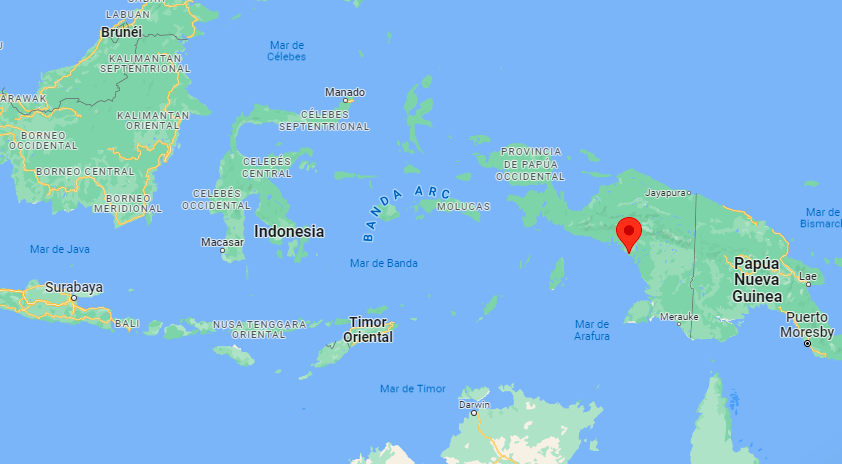 LABUAN
Brunéi
KALIMANTAN
SEPTENTRIONAL
ARAWAK
KALIMANTAN
ORIENTAL
BORNEO
OCCIDENTAL
BORNEO CENTRAL
BORNEO
MERIDIONAL
Mar de
Célebes
Manado
CÉLEBES
SEPTENTRIONAL
CELEBÉS
CENTRAL
CELEBÉS
OCCIDENTAL
PROVINCIA
DE PAPÚA
OCCIDENTAL
BANDA ARC
MOLUCAS
Jayapura
Mar de
Bismarck
Mar de Java
Macasar
Indonesia
Mar de Banda
Papúa
Nueva
Guinea
Lae
Surabaya
BALI
NUSA TENGGARA
ORIENTAL
Timor
Oriental
Mar de
Arafura
Merauke
Puerto
Moresby
Mar de Timor
Darwin